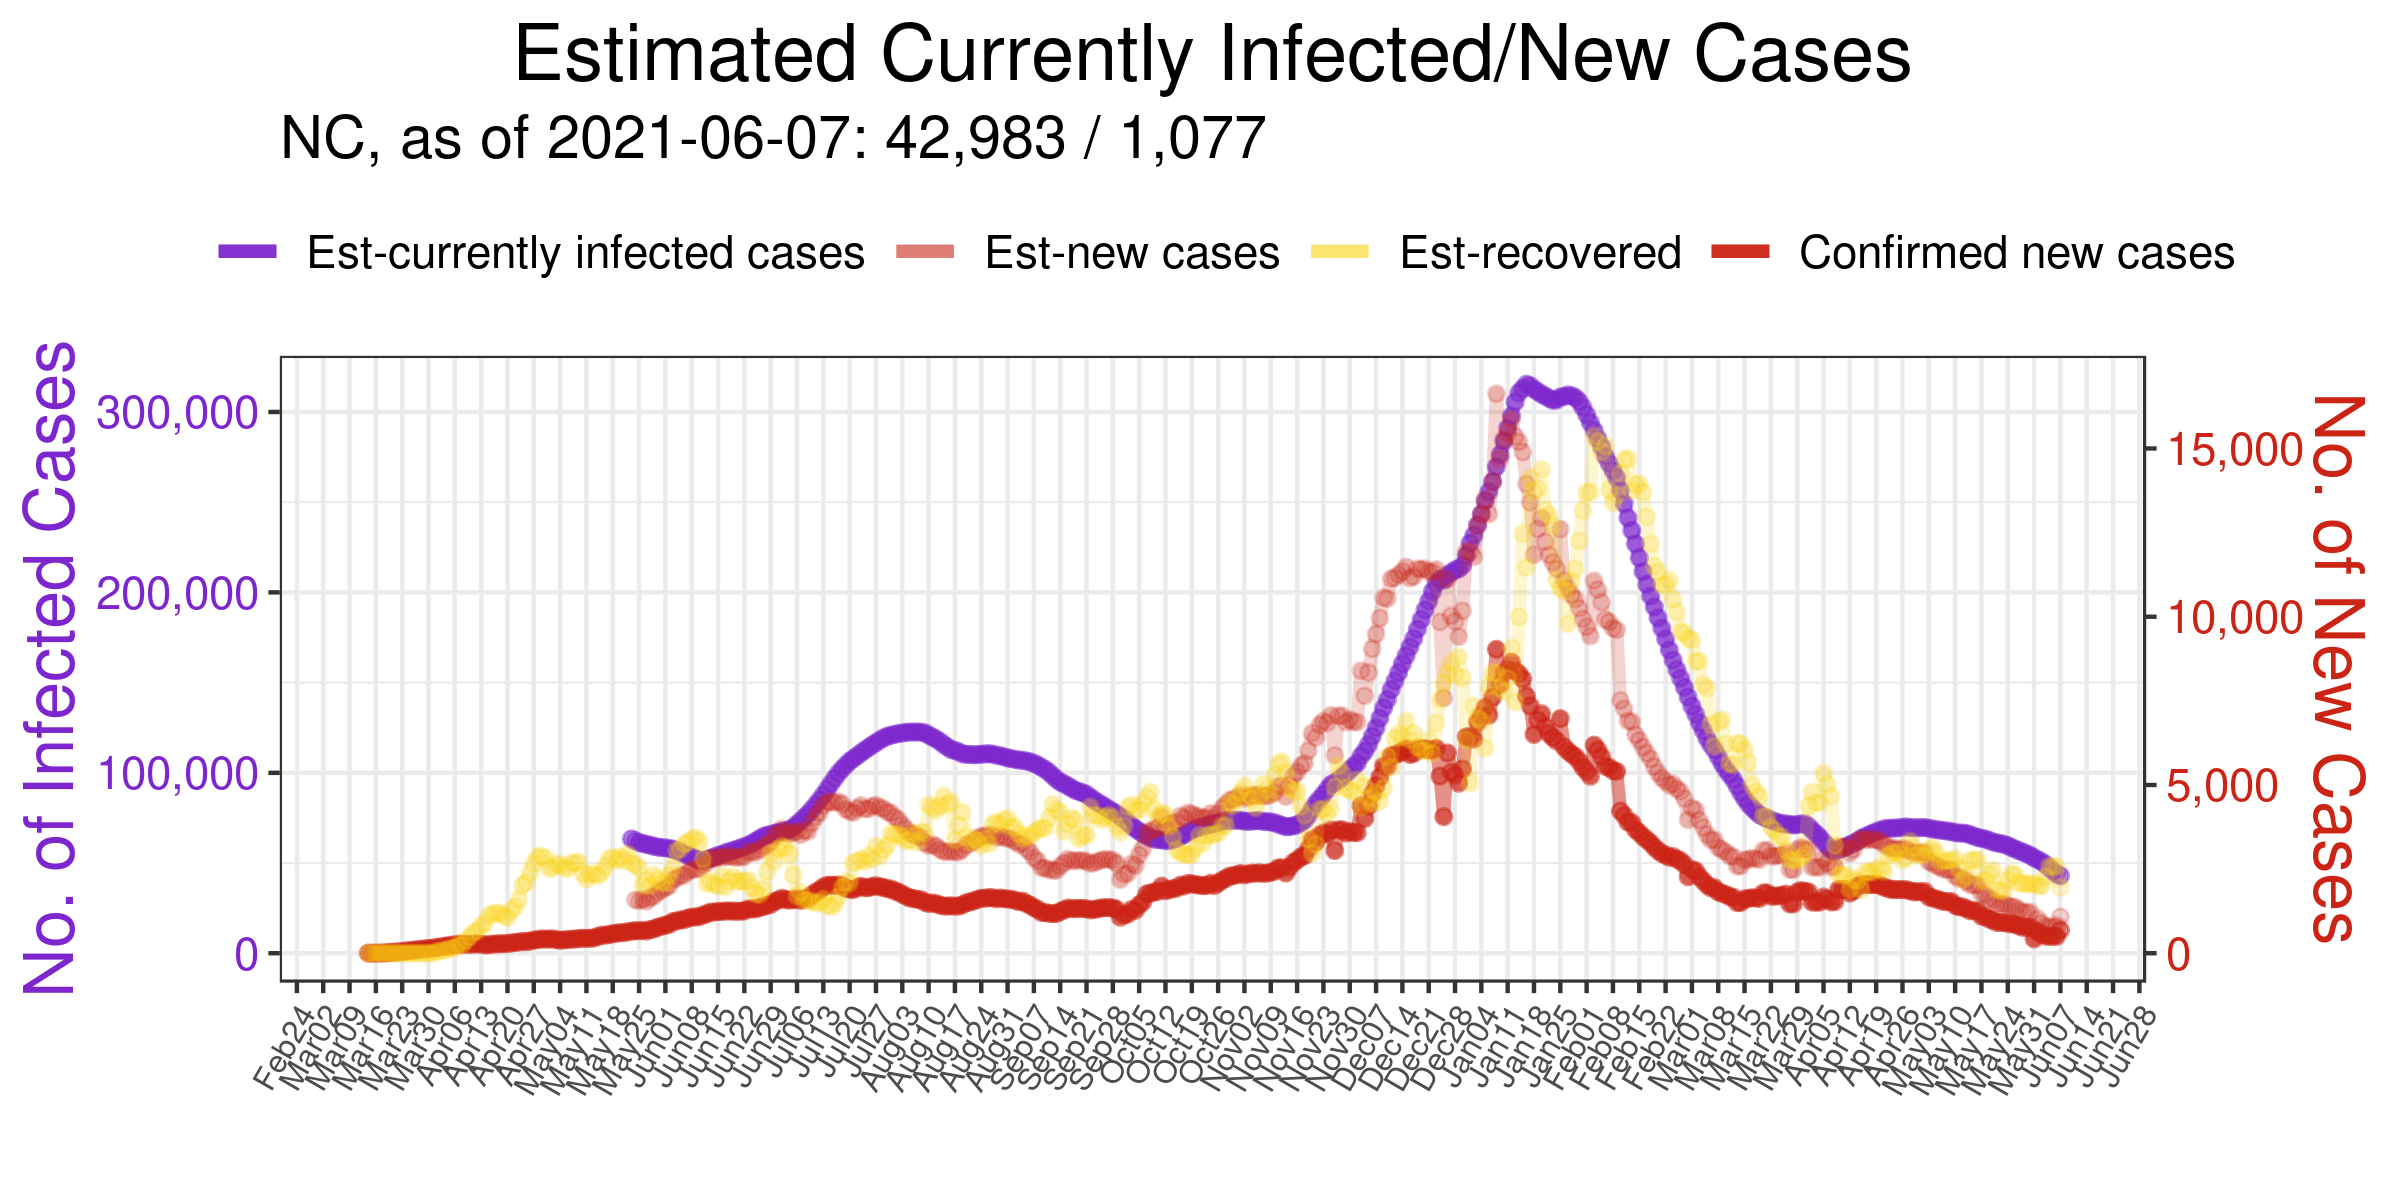 Estimated Currently Infected/New Cases
NC, as of 2021-06-07: 42,983 / 1,077
Est-currently infected cases
Est-new cases
Est-recovered
Confirmed new cases
No. of Infected Cases
300,000
200,000
100,000
0
15,000
10,000
5,000
0
No. of New Cases
Feb24
Mar02
Mar09
Mar16
Mar23
Mar30
Apr06
Apr13
Apr20
Apr27
May04
May11
May18
May25
Jun01
Jun08
Jun15
Jun22
Jun29
Jul06
Jul13
Jul20
Jul27
Aug03
Aug10
Aug17
Aug24
Aug31
Sep07
Sep14
Sep21
Sep28
Oct05
Oct12
Oct19
Oct26
Nov02
Nov09
Nov16
Nov23
Nov30
Dec07
Dec14
Dec21
Dec28
Jan04
Jan11
Jan18
Jan25
Feb01
Feb08
Feb15
Feb22
Mar01
Mar08
Mar15
Mar22
Mar29
Apr05
Apr12
Apr19
Apr26
May03
May10
May17
May24
May31
Jun07
Jun14
Jun21
Jun28